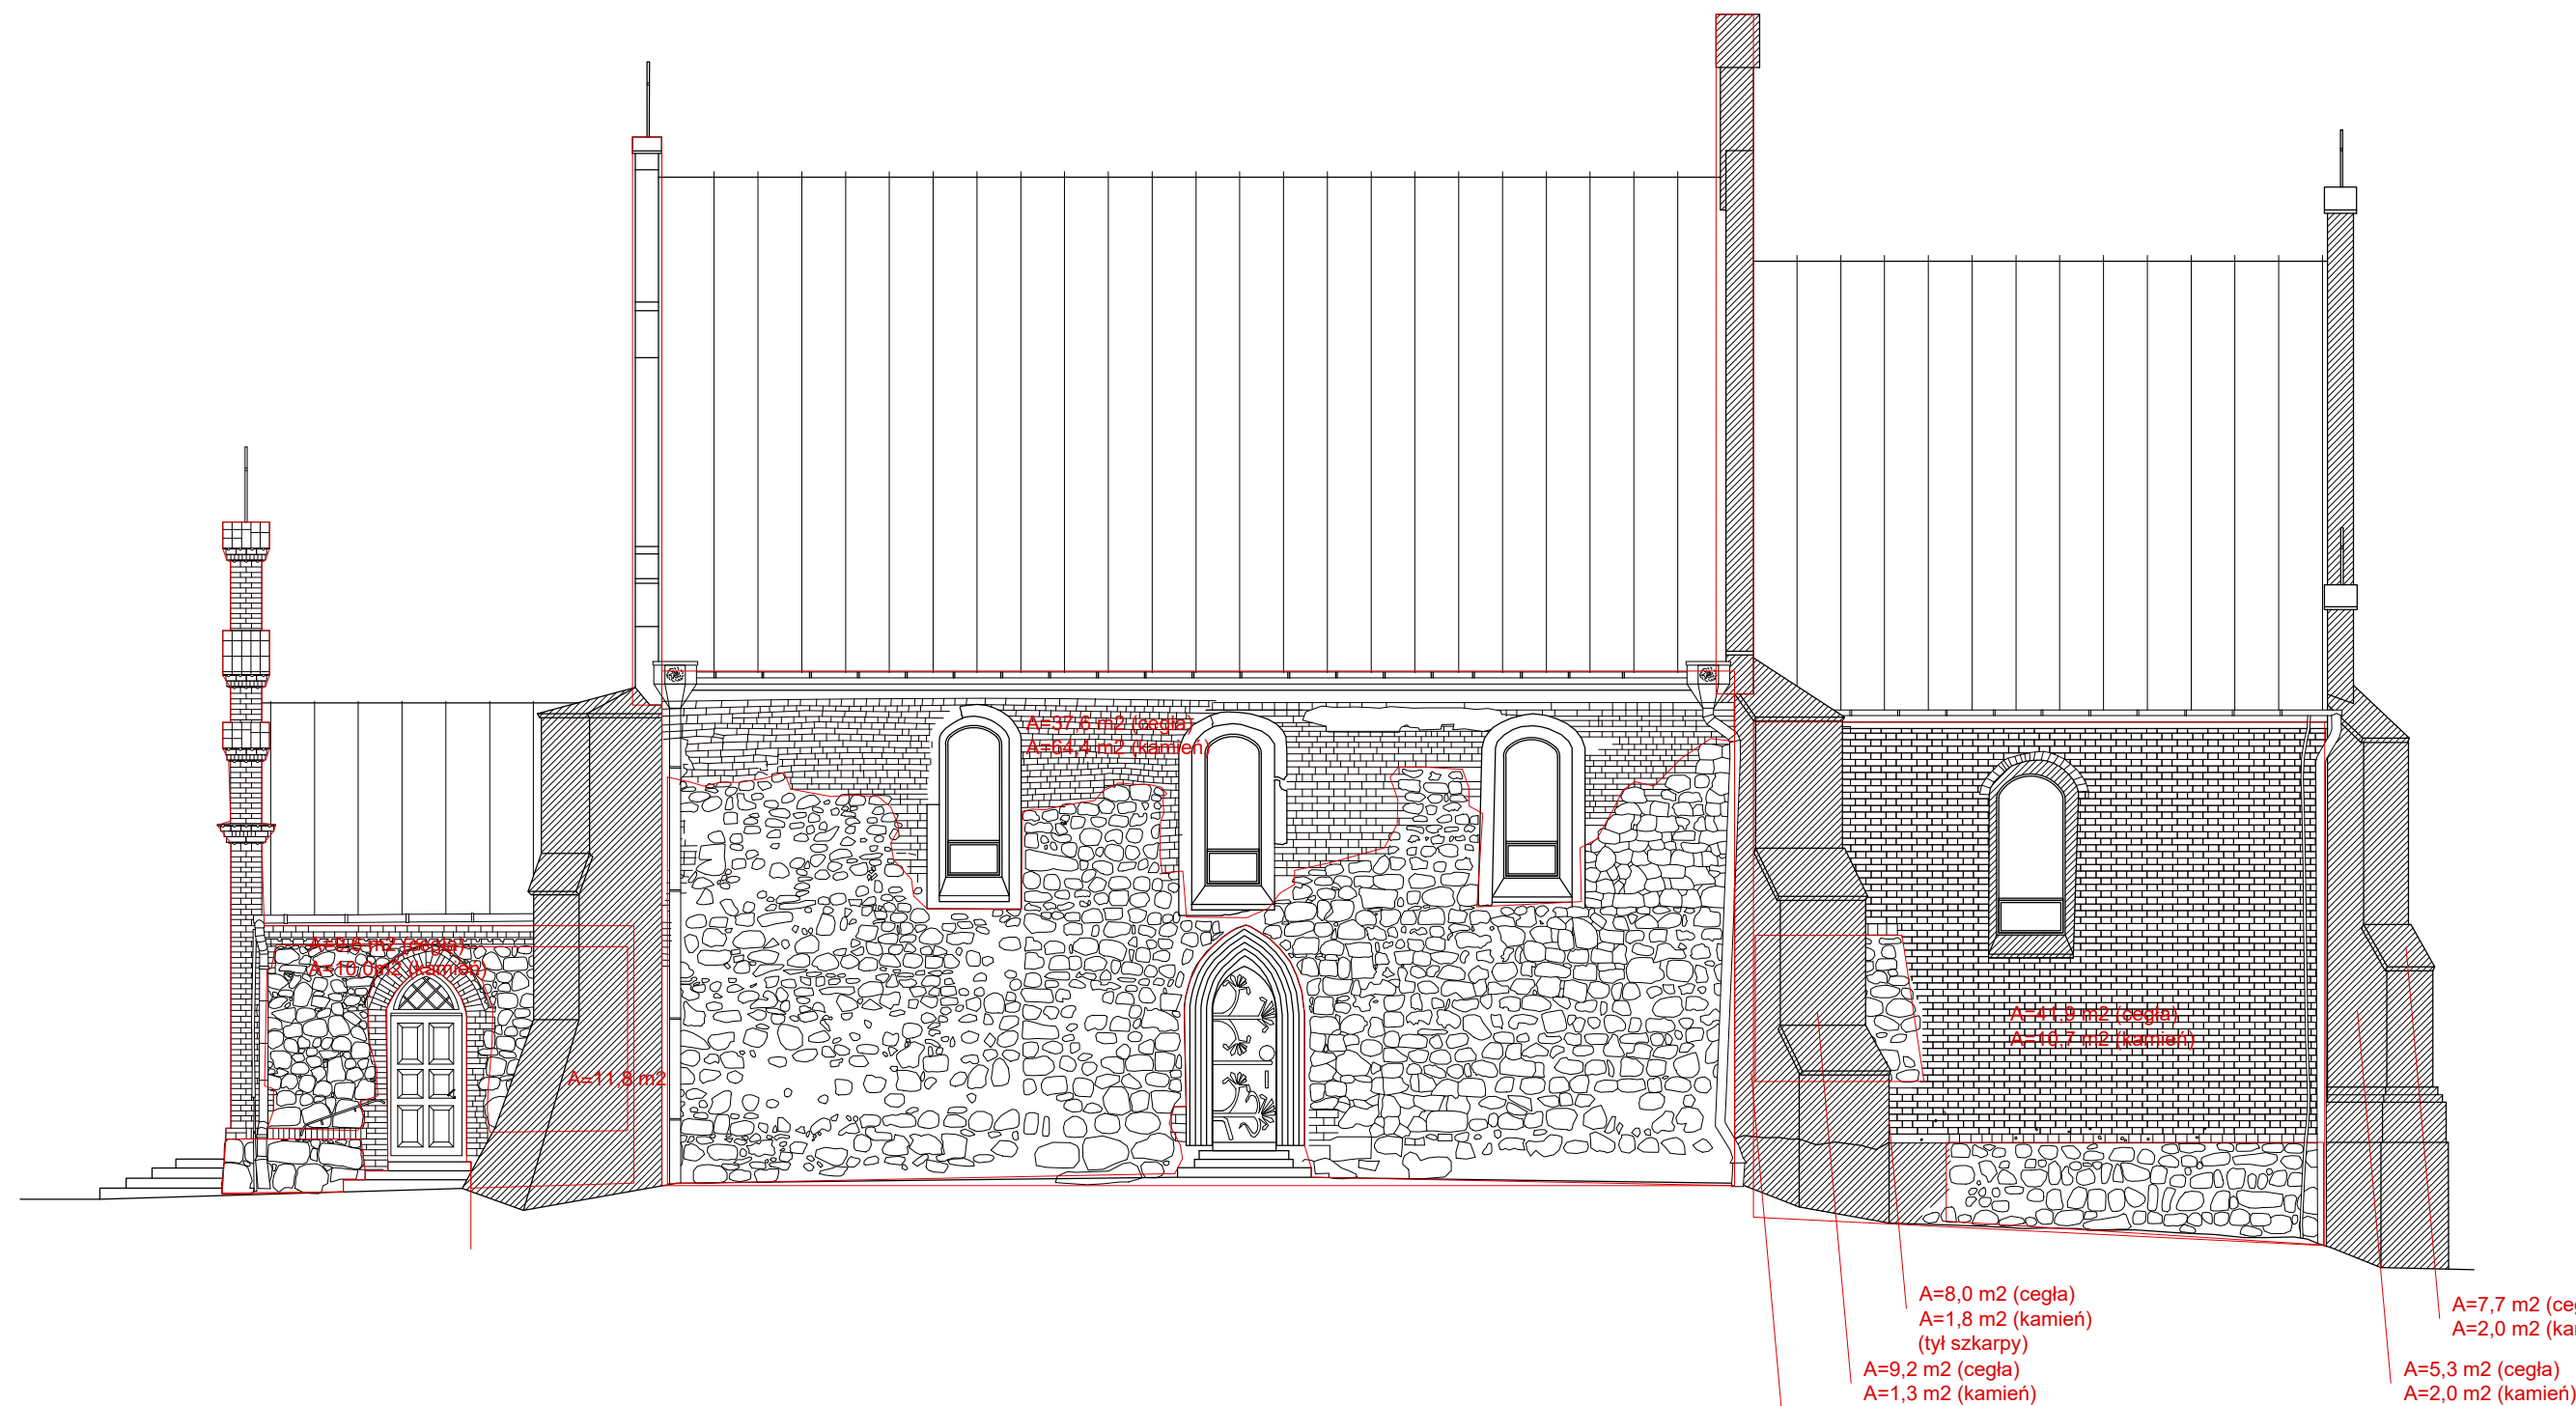 A=37,6 m2 (cegła)
A=64,4 m2 (kamień)
A=9,6 m2 (cegła)
A=10,0m2 (kamień)
A=11,8 m2
A=41,9 m2 (cegła)
A=10,7 m2 (kamień)
A=8,0 m2 (cegła)
A=1,8 m2 (kamień)
(tył szkarpy)
A=9,2 m2 (cegła)
A=1,3 m2 (kamień)
A=7,7 m2 (ceg
A=2,0 m2 (kam
A=5,3 m2 (cegła)
A=2,0 m2 (kamień)